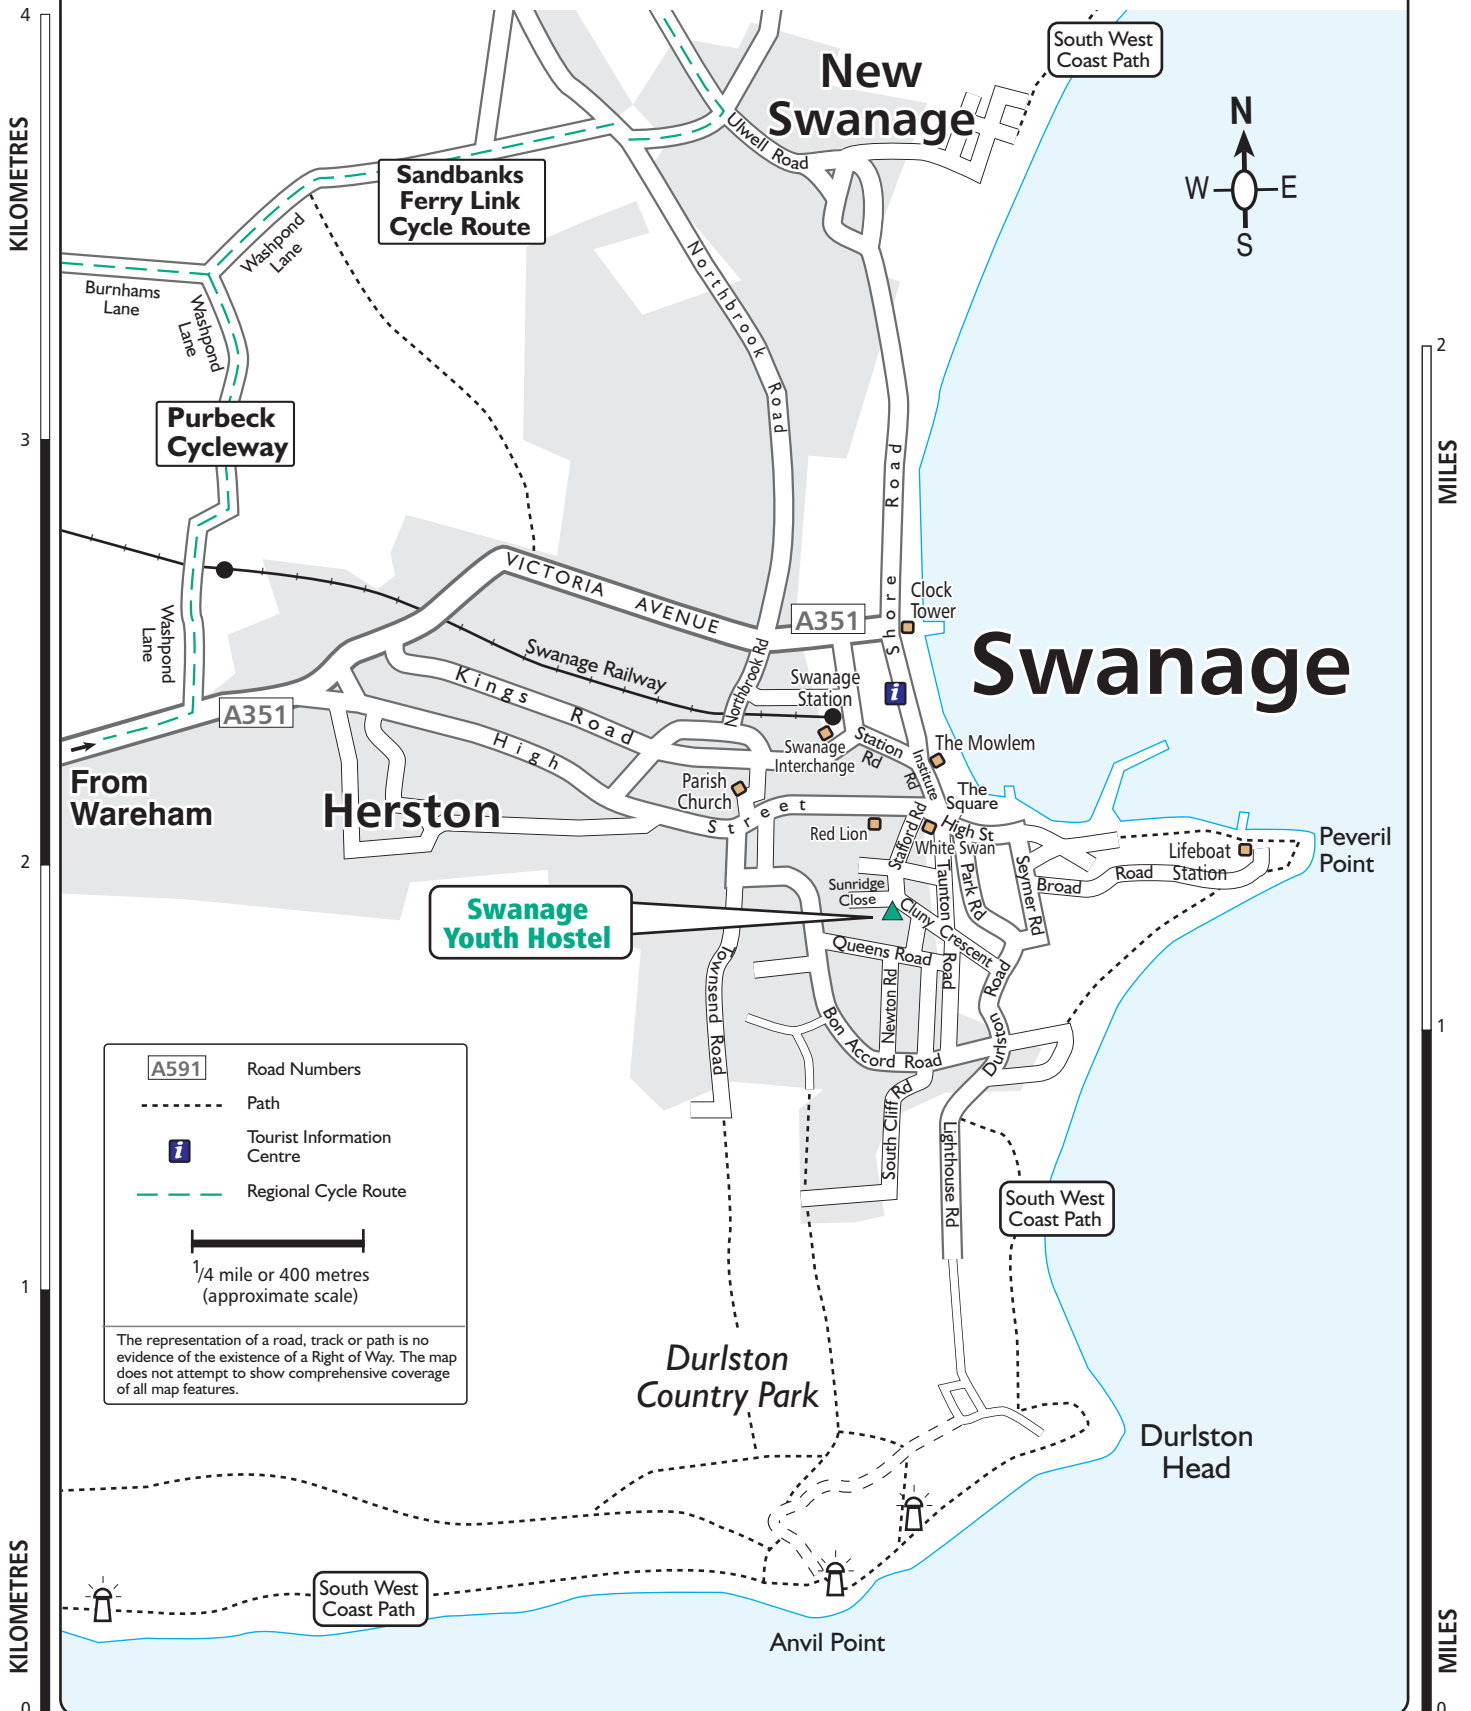 4
South West
Coast Path
New
Swanage
N
W
E
S
KILOMETRES
Ulwell Road
Sandbanks
Ferry Link
Cycle Route
Washpond
Lane
Burnhams
Lane
Washpond
Lane
Northbrook Road
2
Purbeck
Cycleway
3
MILES
Shore Road
VICTORIA AVENUE
A351
Clock
Tower
Washpond
Lane
Swanage
Swanage Railway
Northbrook Rd
Swanage
Station
Kings Road
A351
Station
Rd
Institute
Rd
The Mowlem
Swanage
Interchange
High Street
From
Wareham
Herston
Parish
Church
The
Square
Red Lion
Stafford Rd
High St
White Swan
Peveril
Point
Lifeboat
Station
2
Seymer Rd
Broad Road
Park Rd
Taunton Road
Sunridge
Close
Cluny Crescent
Swanage
Youth Hostel
Queens Road
Townsend Road
Newton Rd
Durlston Road
Bon Accord Road
1
South Cliff Rd
Lighthouse Rd
A591
Road Numbers
Path
i
Tourist Information
Centre
Regional Cycle Route
South West
Coast Path
1/4 mile or 400 metres
(approximate scale)
1
The representation of a road, track or path is no
evidence of the existence of a Right of Way. The map
does not attempt to show comprehensive coverage
of all map features.
Durlston
Country Park
Durlston
Head
KILOMETRES
South West
Coast Path
MILES
Anvil Point
0
0